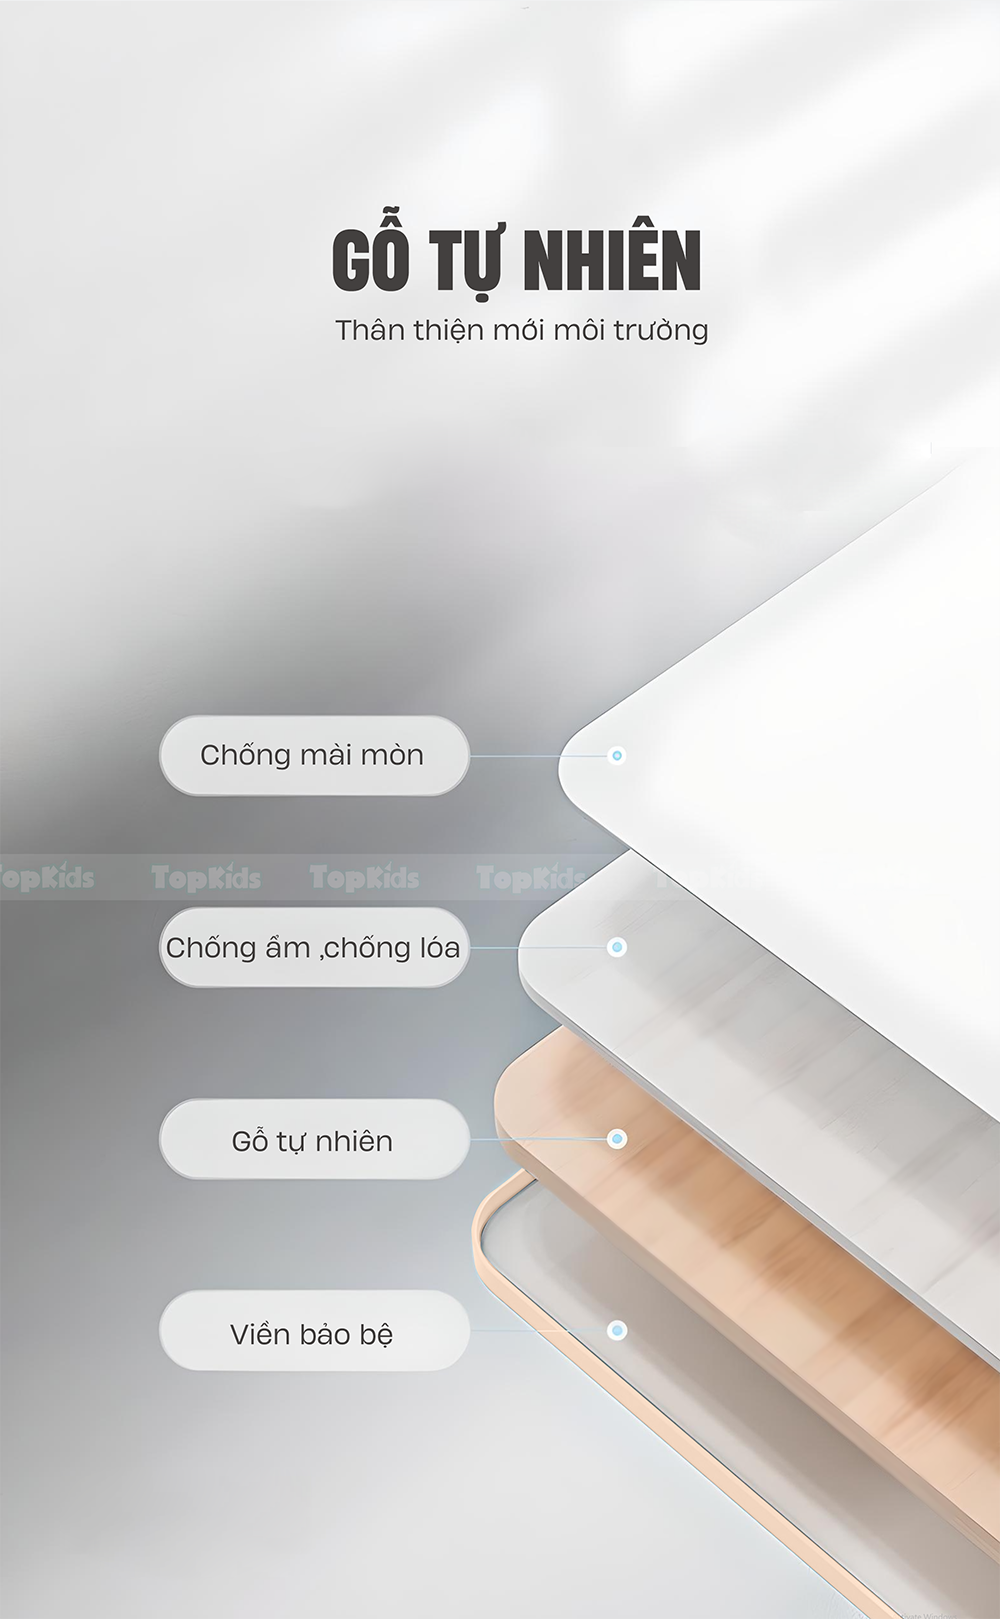 GỖ TỰ NHIÊN
Thân thiện mới môi trường
Chống mài mòn
TopKids TopKids TopKids TopKids TopKids
Chống ẩm ,chống lóa
Gỗ tự nhiên
Viền bảo bệ